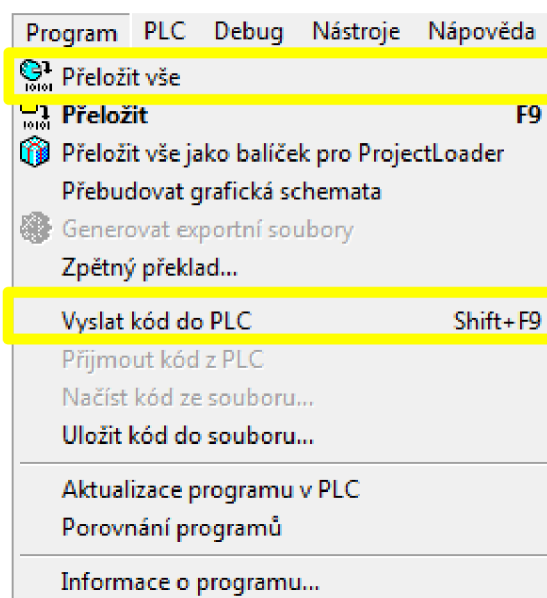 Program PLC Debug Nástroje Nápověda
Přeložit vše
Přeložit F9
Přeložit vše jako balíček pro ProjectLoader
Přebudovat grafická schemata
Generovat exportní soubory
Zpětný překlad...
Vyslat kód do PLC Shift+F9
Přijmout kód z PLC
Načíst kód ze souboru...
Uložit kód do souboru...
Aktualizace programu v PLC
Porovnání programů
Informace o programu...